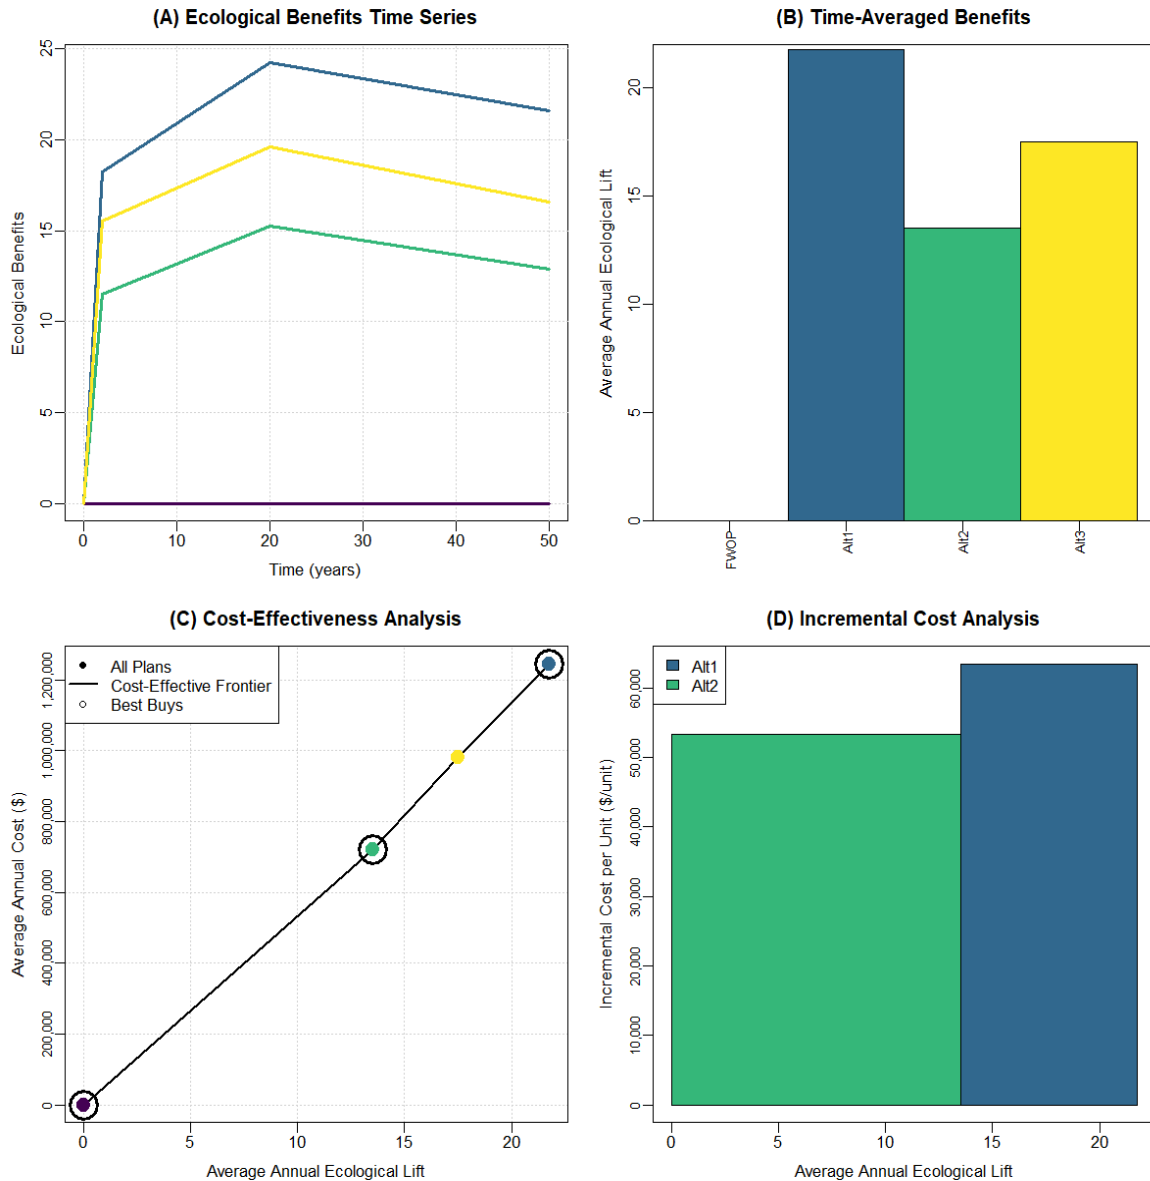 (A) Ecological Benefits Time Series
Ecological Benefits
25
20
15
10
5
0
0 10 20 30 40 50
Time (years)
(B) Time-Averaged Benefits
Average Annual Ecological Lift
20
15
10
5
0
FWOP Alt1 Alt2 Alt3
(C) Cost-Effectiveness Analysis
All Plans
Cost-Effective Frontier
Best Buys
Average Annual Cost ($)
1,200,000
1,000,000
800,000
600,000
400,000
200,000
0
0 5 10 15 20
Average Annual Ecological Lift
(D) Incremental Cost Analysis
Alt1
Alt2
Incremental Cost per Unit ($/unit)
60,000
50,000
40,000
30,000
20,000
10,000
0
0 5 10 15 20
Average Annual Ecological Lift